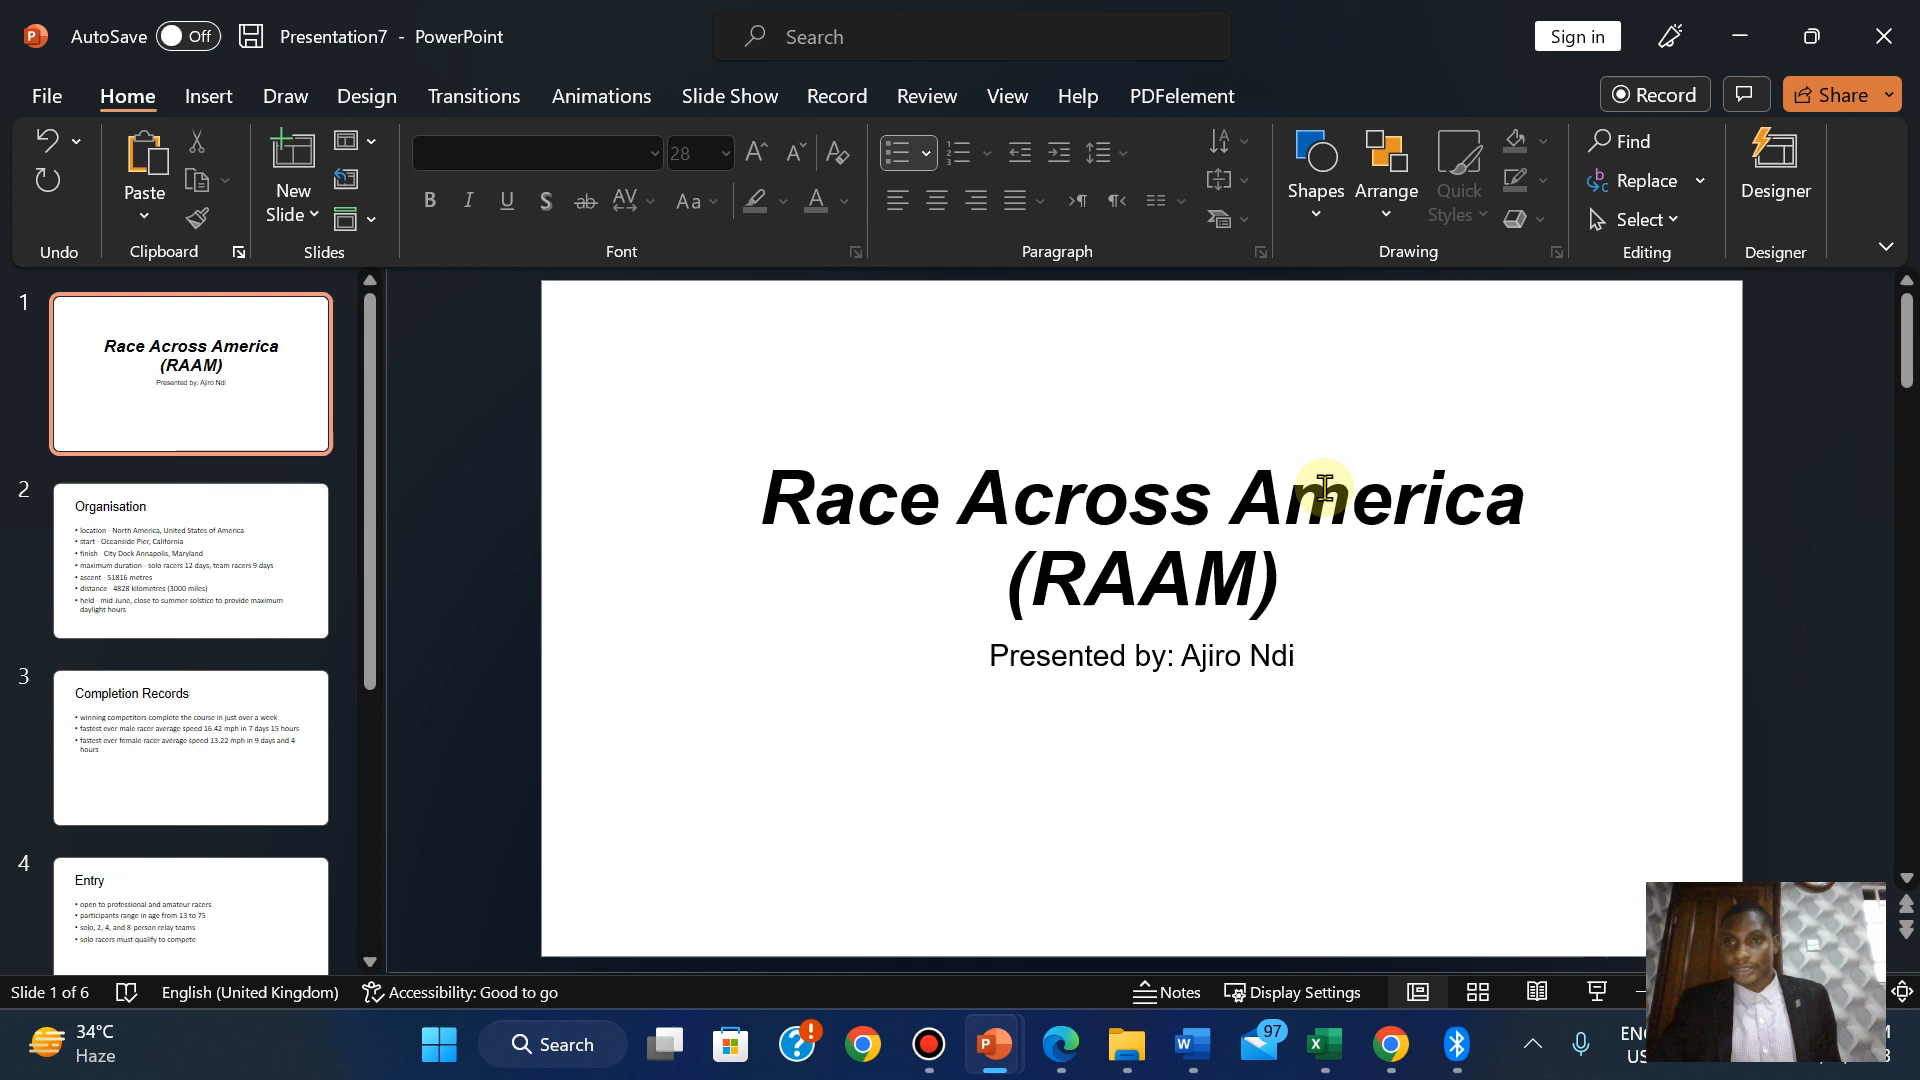 AutoSave Off Presentation7 - PowerPoint Search Sign in
File Home Insert Draw Design Transitions Animations Slide Show Record Review View Help PDFelement Record Share
Undo
Paste
Clipboard
New
Slide
Slides
28
Font
Paragraph
Shapes Arrange Quick
Styles
Drawing
Find
Replace
Select
Editing
Designer
Designer
1
Race Across America
(RAAM)
Presented by: Ajiro Ndi
2
Organisation
• location - North America, United States of America
• start - Oceanside Pier, California
• finish - City Dock Annapolis, Maryland
• maximum duration - solo racers 12 days, team racers 9 days
• ascent - 51816 metres
• distance - 4828 kilometres (3000 miles)
• held - mid-June, close to summer solstice to provide maximum
daylight hours
3
Completion Records
• winning competitors complete the course in just over a week
• fastest ever male racer average speed 16.42 mph in 7 days 15 hours
• fastest ever female racer average speed 13.22 mph in 9 days and 4
hours
4
Entry
• open to professional and amateur racers
• participants range in age from 13 to 75
• solo, 2, 4, and 8-person relay teams
• solo racers must qualify to compete
Race Across America
(RAAM)
Presented by: Ajiro Ndi
Slide 1 of 6 English (United Kingdom) Accessibility: Good to go Notes Display Settings
34°C
Haze
Search
97